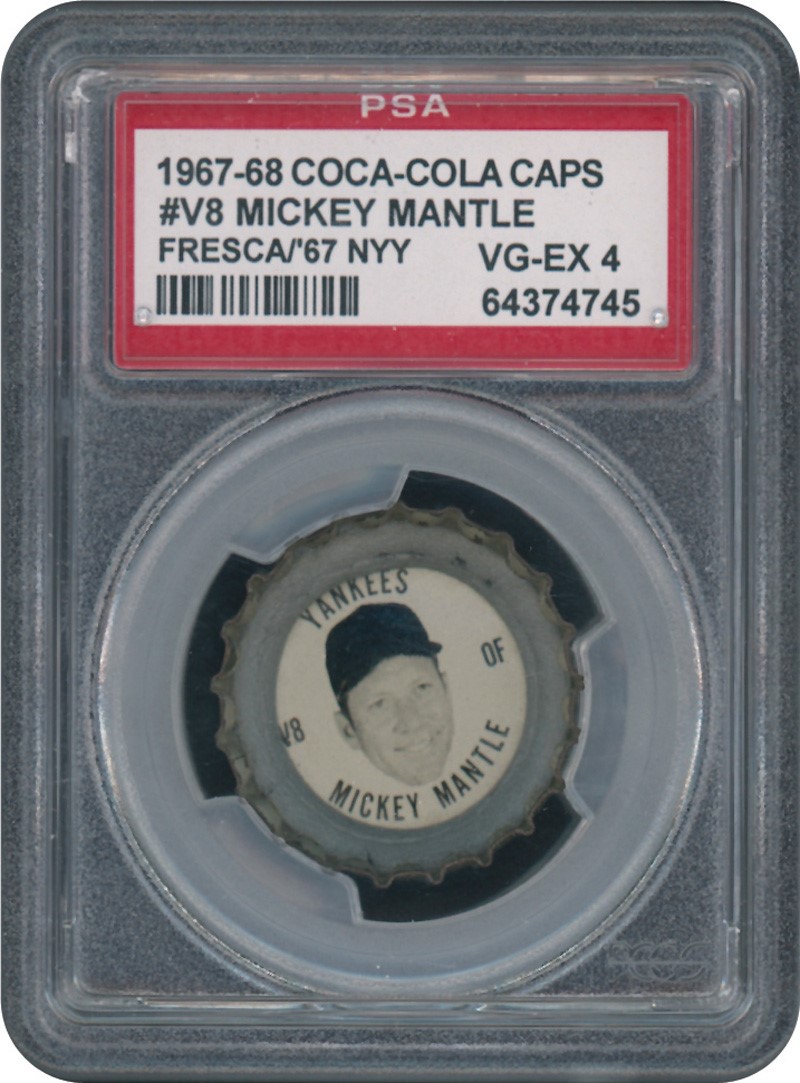 PSA
1967-68 COCA-COLA CAPS
#V8 MICKEY MANTLE
FRESCA/'67 NYY VG-EX 4
64374745
YANKEES
OF
V8
MICKEY MANTLE